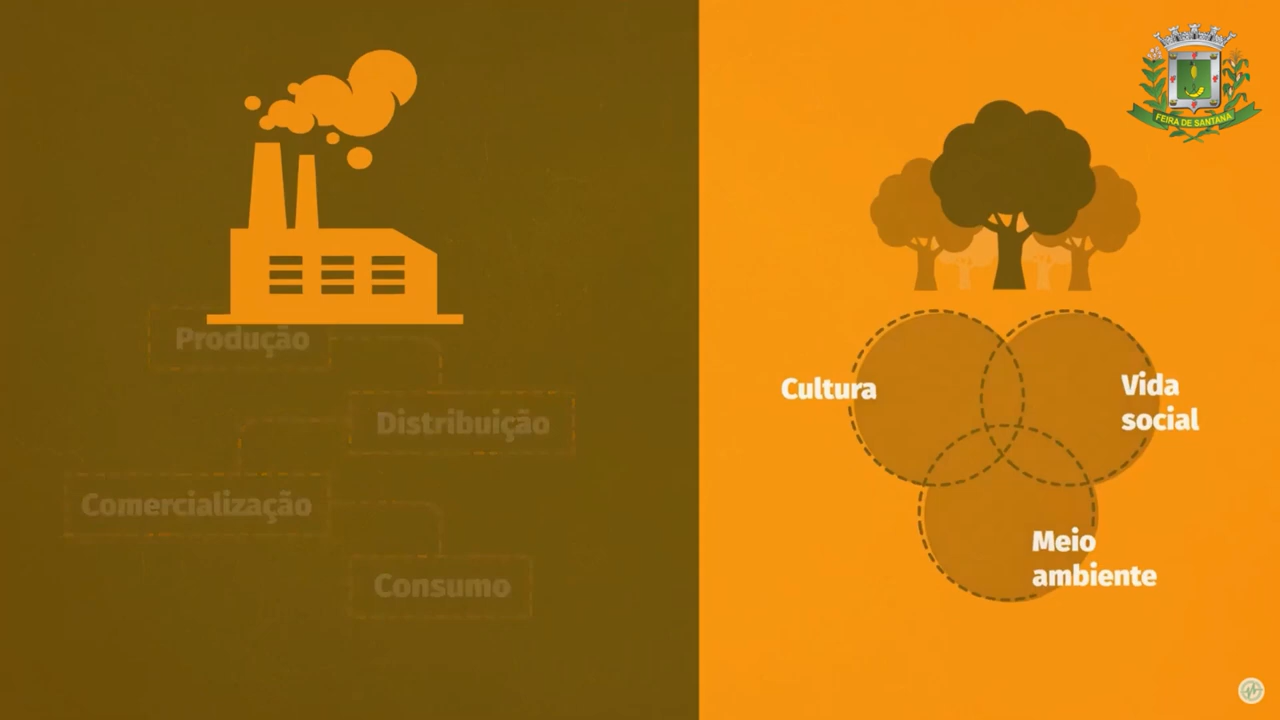 FEIRA DE SANTANA
Produção
Distribuição
Comercialização
Consumo
Cultura
Vida
social
Meio
ambiente